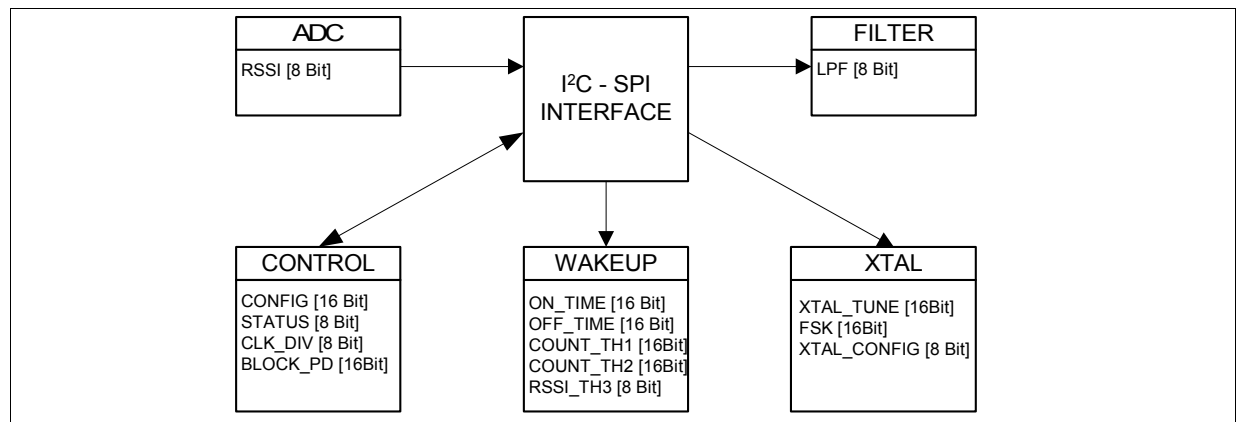 ADC
RSSI [8 Bit]
I²C - SPI
INTERFACE
FILTER
LPF [8 Bit]
CONTROL
CONFIG [16 Bit]
STATUS [8 Bit]
CLK_DIV [8 Bit]
BLOCK_PD [16Bit]
WAKEUP
ON_TIME [16 Bit]
OFF_TIME [16 Bit]
COUNT_TH1 [16Bit]
COUNT_TH2 [16Bit]
RSSI_TH3 [8 Bit]
XTAL
XTAL_TUNE [16Bit]
FSK [16Bit]
XTAL_CONFIG [8 Bit]